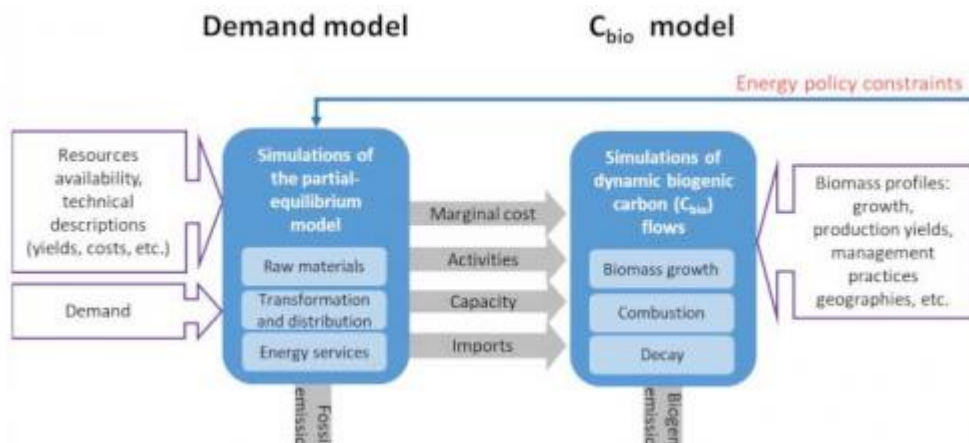 Demand model
C_bio model
Energy policy constraints
Resources
availability,
technical
descriptions
(yields, costs, etc.)
Demand
Simulations of
the partial-
equilibrium
model
Raw materials
Transformation
and distribution
Energy services
Marginal cost
Activities
Capacity
Imports
Simulations of
dynamic biogenic
carbon (C_bio)
flows
Biomass growth
Combustion
Decay
Biomass profiles:
growth,
production yields,
management
practices
geographies, etc.